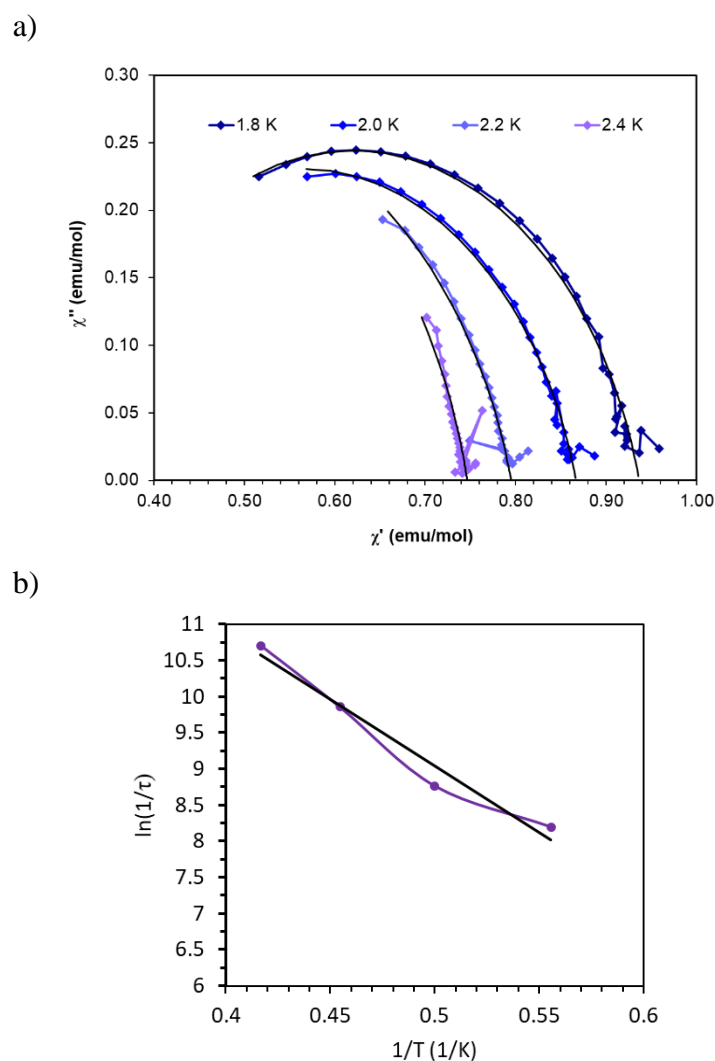 a)
0.30
0.25
0.20
0.15
0.10
0.05
0.00
χ'' (emu/mol)
1.8 K 2.0 K 2.2 K 2.4 K
0.40 0.50 0.60 0.70 0.80 0.90 1.00
χ' (emu/mol)
b)
11
10.5
10
9.5
9
8.5
8
7.5
7
6.5
6
ln(1/τ)
0.4 0.45 0.5 0.55 0.6
1/T (1/K)